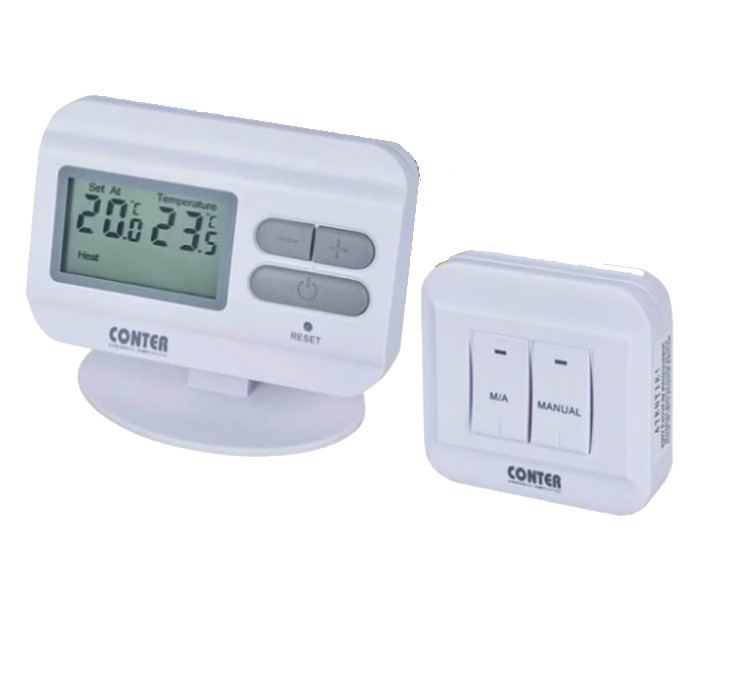 Set At
Temperature
20.0 °C
23.5 °C
Heat
CONTER
RESET
M/A
MANUAL
CONTER